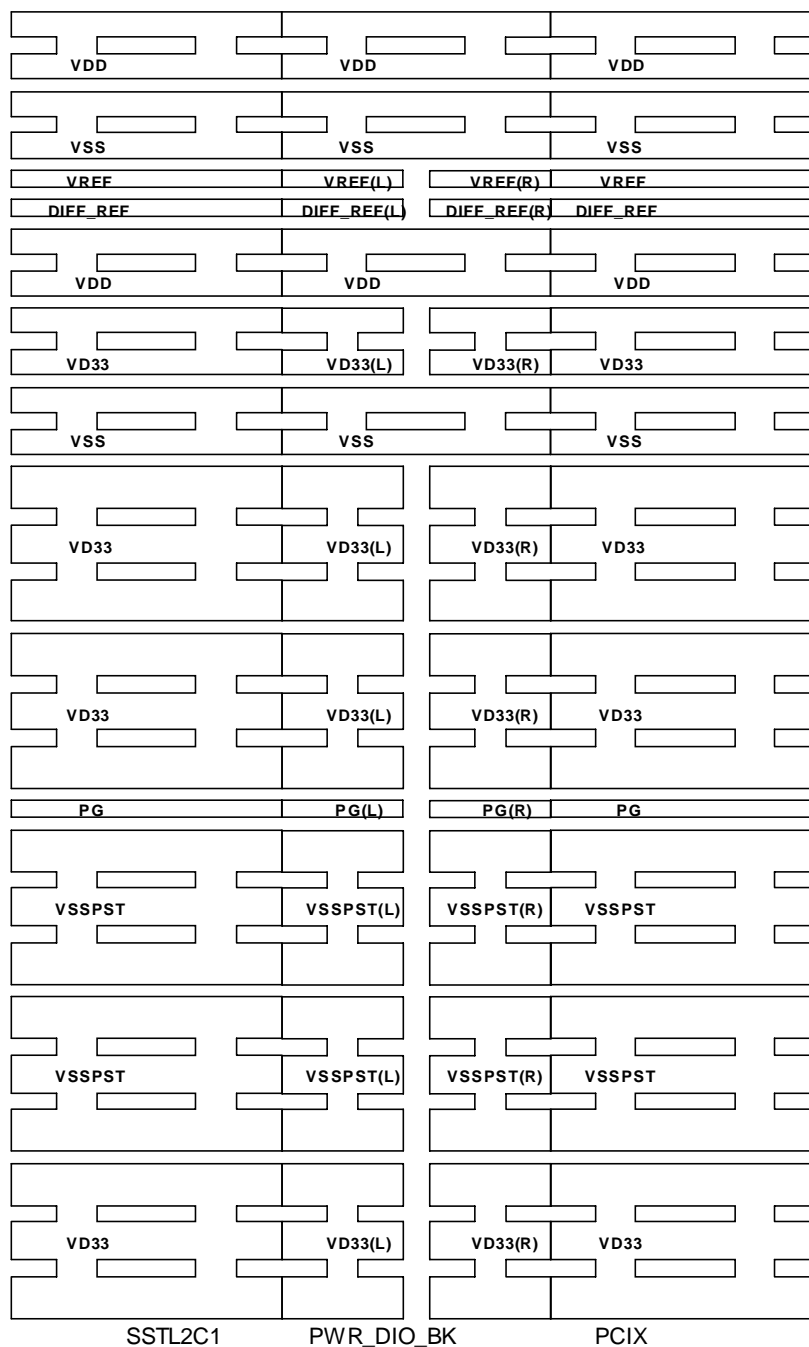 VDD VDD VDD
VSS VSS VSS
VREF VREF(L) VREF(R) VREF
DIFF_REF DIFF_REF(L) DIFF_REF(R) DIFF_REF
VDD VDD VDD
VD33 VD33(L) VD33(R) VD33
VSS VSS VSS
VD33 VD33(L) VD33(R) VD33
VD33 VD33(L) VD33(R) VD33
PG PG(L) PG(R) PG
VSSPST VSSPST(L) VSSPST(R) VSSPST
VSSPST VSSPST(L) VSSPST(R) VSSPST
VD33 VD33(L) VD33(R) VD33
SSTL2C1 PWR_DIO_BK PCIX